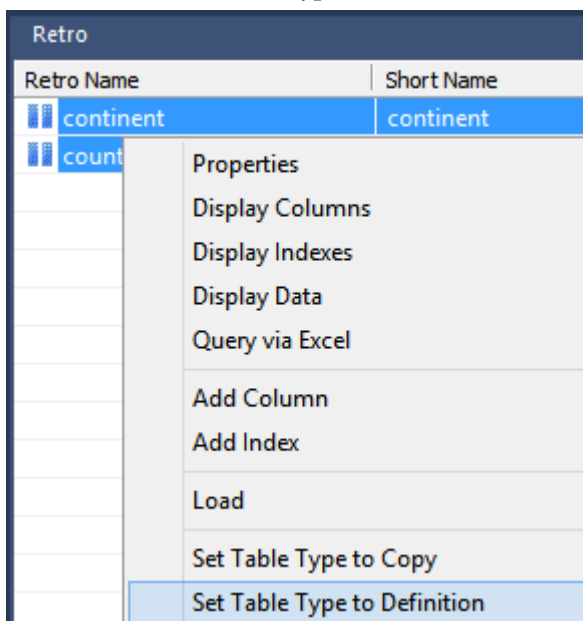 Retro
Retro Name Short Name
continent continent
count
Properties
Display Columns
Display Indexes
Display Data
Query via Excel
Add Column
Add Index
Load
Set Table Type to Copy
Set Table Type to Definition